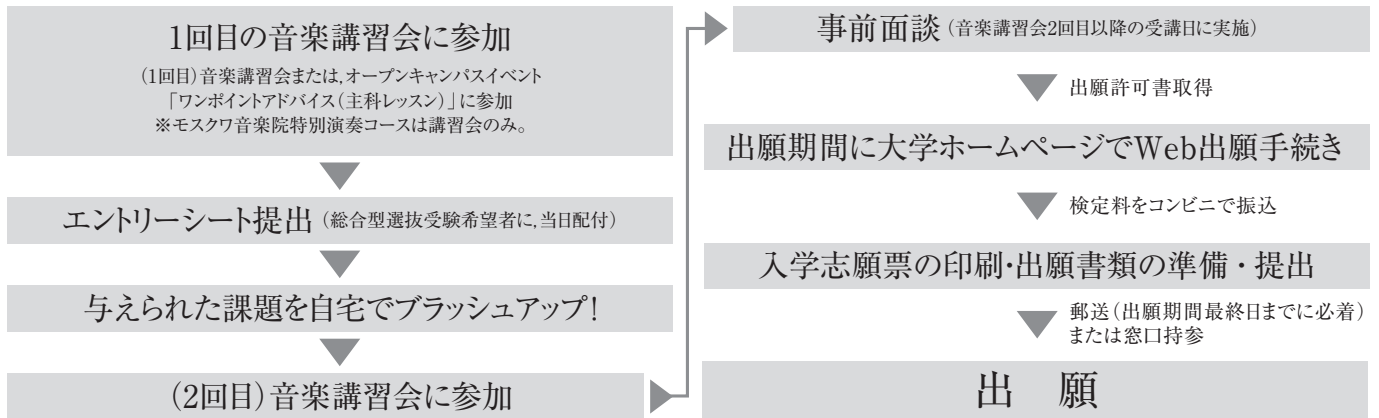 1回目の音楽講習会に参加
(1回目)音楽講習会または,オープンキャンパスイベント
「ワンポイントアドバイス(主科レッスン)」に参加
※モスクワ音楽院特別演奏コースは講習会のみ。
エントリーシート提出(総合型選抜受験希望者に,当日配付)
与えられた課題を自宅でブラッシュアップ!
(2回目)音楽講習会に参加
事前面談(音楽講習会2回目以降の受講日に実施)
出願許可書取得
出願期間に大学ホームページでWeb出願手続き
検定料をコンビニで振込
入学志願票の印刷・出願書類の準備・提出
郵送(出願期間最終日までに必着)
または窓口持参
出 願